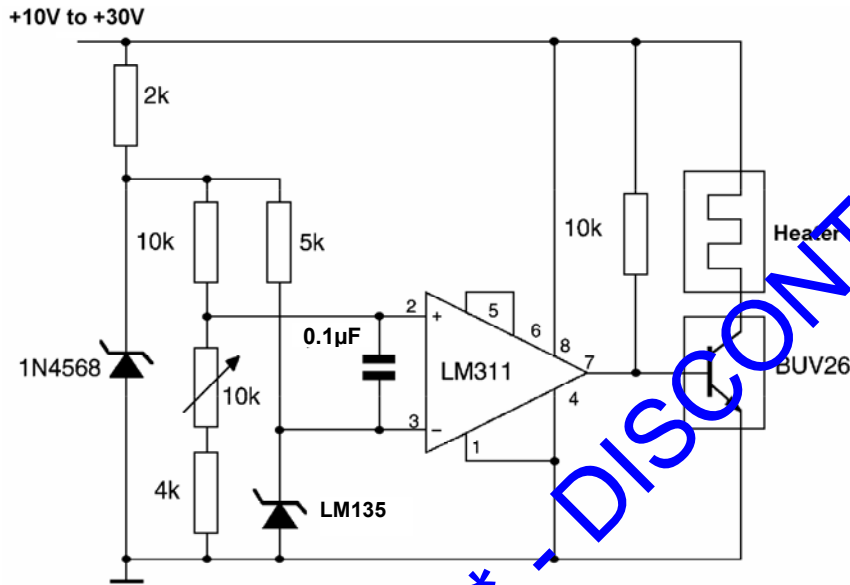 +10V to +30V
2k
10k
5k
10k
Heater
2
+
5
6
8
0.1µF
7
1N4568
LM311
BUV26
10k
4
3
−
1
4k
LM135
* - DISCONT